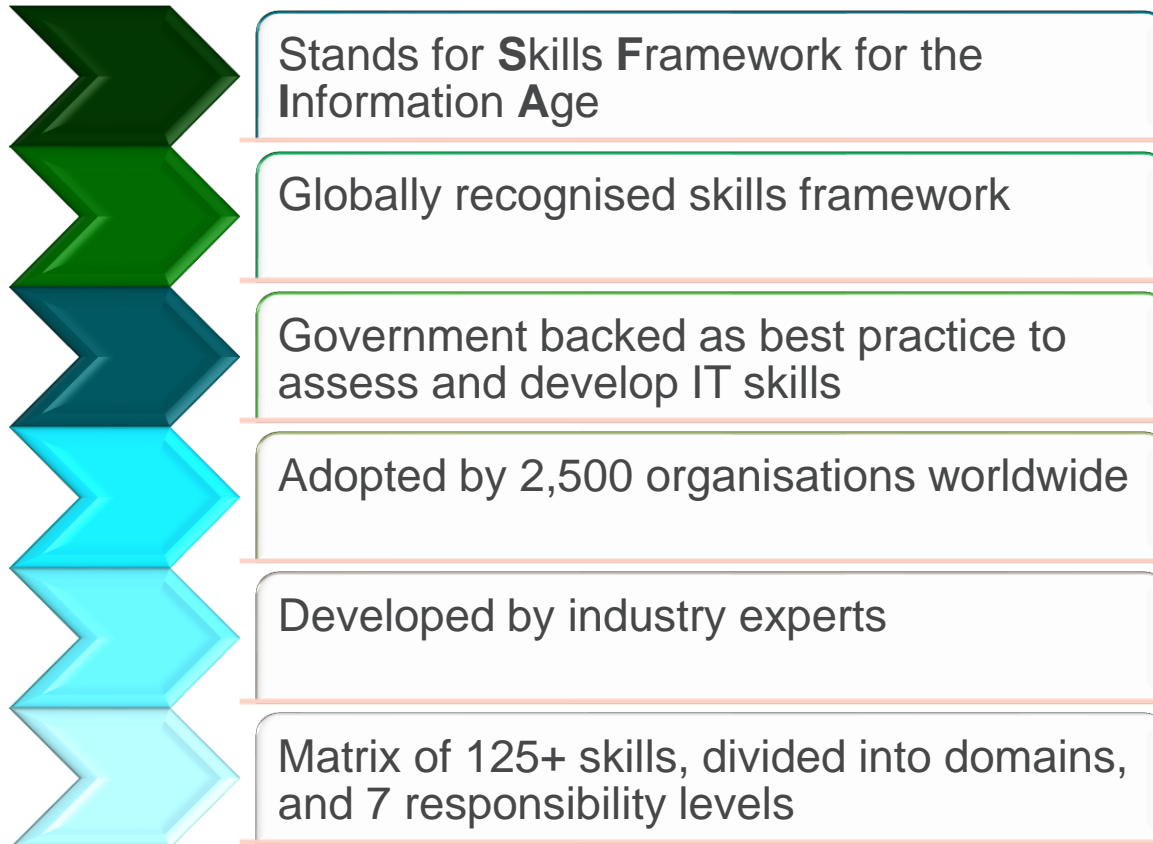 Stands for Skills Framework for the
Information Age
Globally recognised skills framework
Government backed as best practice to
assess and develop IT skills
Adopted by 2,500 organisations worldwide
Developed by industry experts
Matrix of 125+ skills, divided into domains,
and 7 responsibility levels